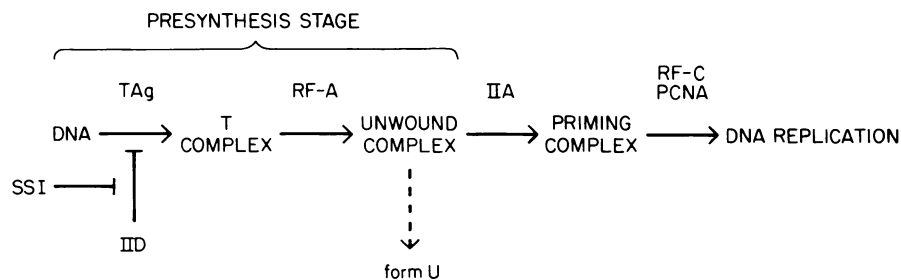 PRESYNTHESIS STAGE
TAg
RF-A
IIA
RF-C
PCNA
DNA
T
COMPLEX
UNWOUND
COMPLEX
PRIMING
COMPLEX
DNA REPLICATION
SSI
IID
form U